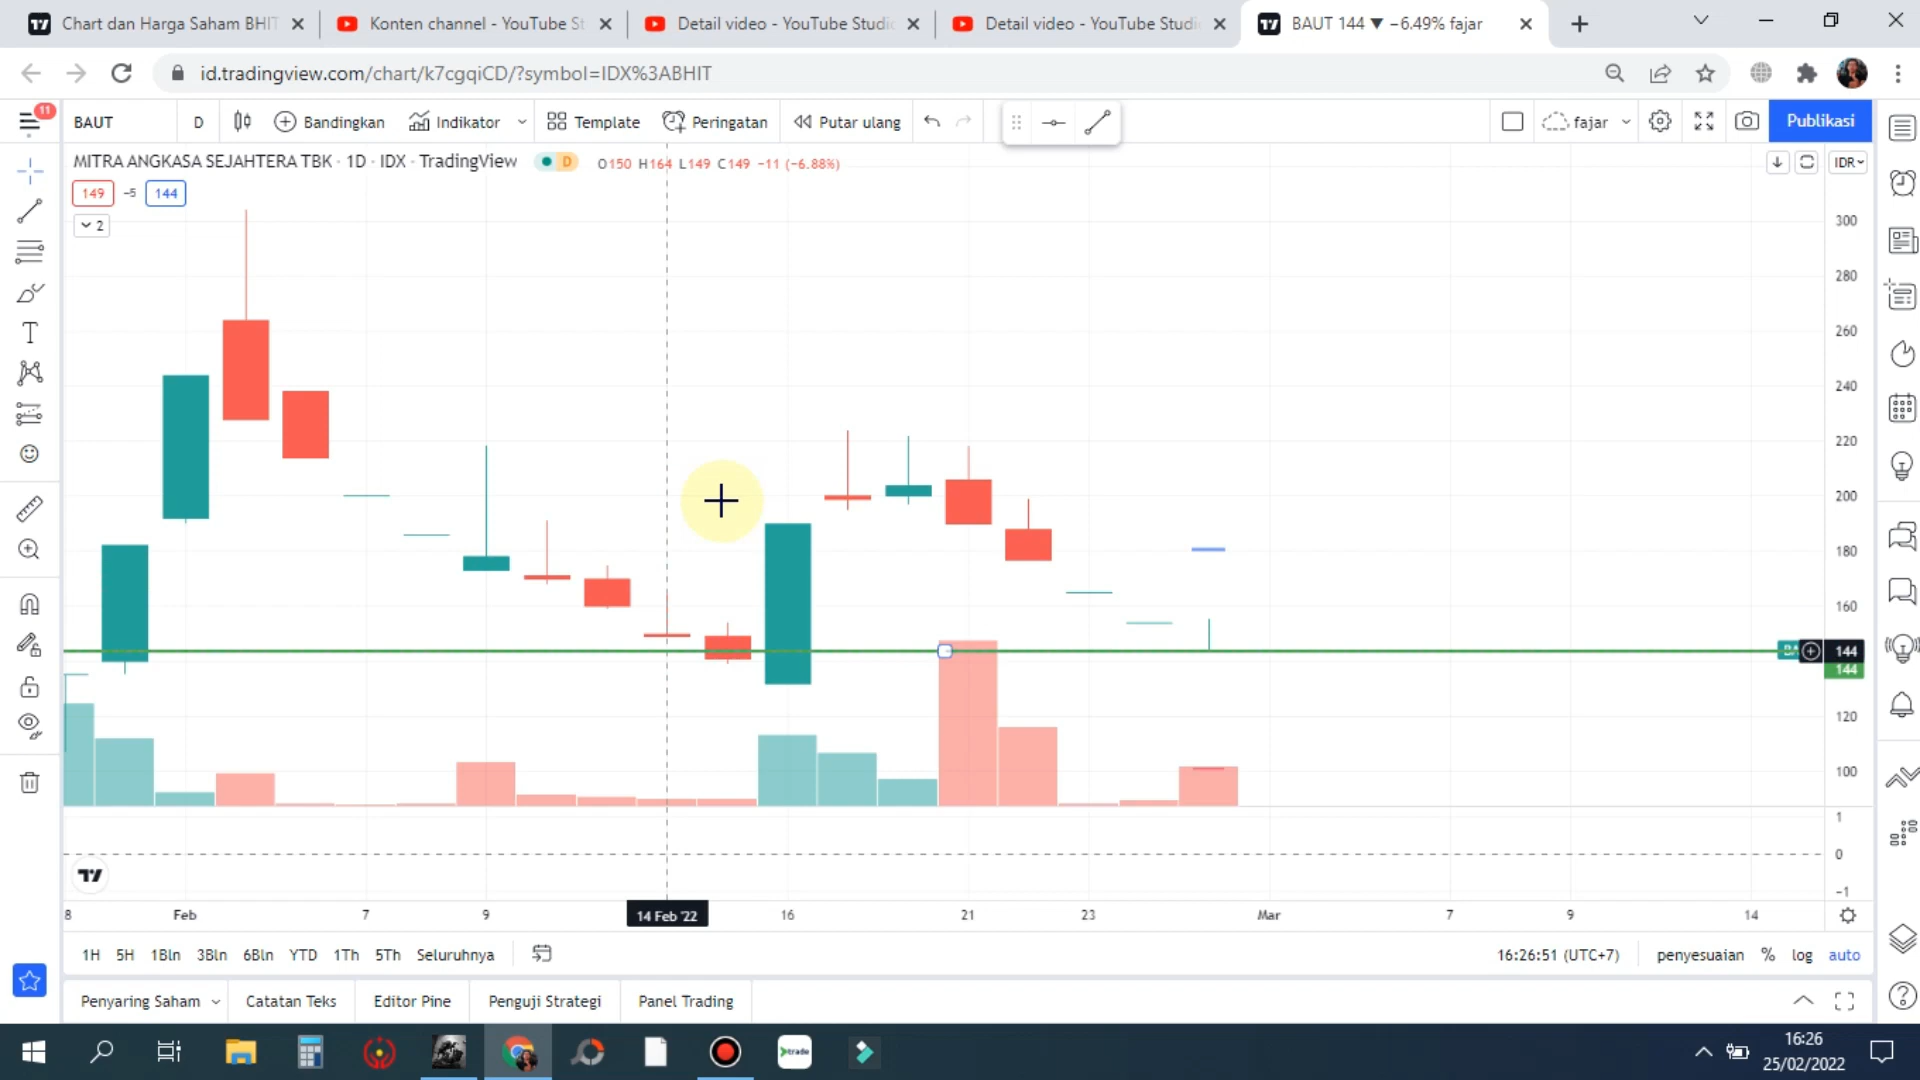 Chart dan Harga Saham BHIT
Konten channel - YouTube St
Detail video - YouTube Studio
Detail video - YouTube Studio
BAUT 144 ▼ −6.49% fajar
id.tradingview.com/chart/k7cgqiCD/?symbol=IDX%3ABHIT
11
BAUT
D
Bandingkan
Indikator
Template
Peringatan
Putar ulang
fajar
Publikasi
MITRA ANGKASA SEJAHTERA TBK · 1D · IDX · TradingView
D
O150 H164 L149 C149 −11 (−6.88%)
IDR
149
−5
144
2
300
280
260
240
220
200
180
160
144
144
120
100
1
0
−1
8
Feb
7
9
14 Feb '22
16
21
23
Mar
7
9
14
1H
5H
1Bln
3Bln
6Bln
YTD
1Th
5Th
Seluruhnya
16:26:51 (UTC+7)
penyesuaian
%
log
auto
Penyaring Saham
Catatan Teks
Editor Pine
Penguji Strategi
Panel Trading
trade
16:26
25/02/2022